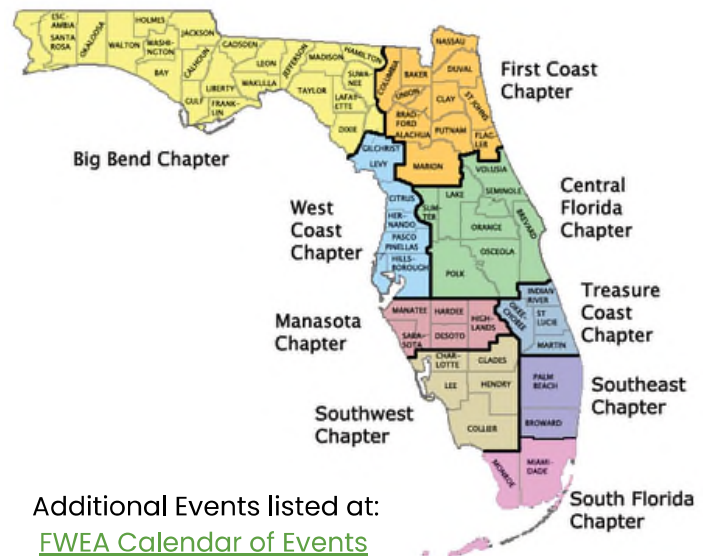 ESC-
AMBIA
SANTA
ROSA
OKALOOSA
WALTON
HOLMES
WASHI-
NGTON
BAY
JACKSON
CALHOUN
GULF
GADSDEN
LIBERTY
FRANK-
LIN
LEON
WAKULLA
JEFFERSON
MADISON
TAYLOR
HAMILTON
SUWA-
NEE
LAFAY-
ETTE
DIXIE
Big Bend Chapter
COLUMBIA
BAKER
NASSAU
DUVAL
UNION
CLAY
ST JOHNS
BRAD-
FORD
ALACHUA
PUTNAM
FLAG-
LER
MARION
First Coast
Chapter
GILCHRIST
LEVY
CITRUS
HER-
NANDO
PASCO
PINELLAS
HILLS-
BOROUGH
West
Coast
Chapter
VOLUSIA
LAKE
SEMINOLE
SUM-
TER
ORANGE
BREVARD
OSCEOLA
POLK
Central
Florida
Chapter
INDIAN
RIVER
OKEE-
CHOBEE
ST
LUCIE
MARTIN
Treasure
Coast
Chapter
MANATEE
HARDEE
HIGH-
LANDS
SARA-
SOTA
DESOTO
Manasota
Chapter
CHAR-
LOTTE
GLADES
LEE
HENDRY
COLLIER
Southwest
Chapter
PALM
BEACH
BROWARD
Southeast
Chapter
MONROE
MIAMI-
DADE
South Florida
Chapter
Additional Events listed at:
FWEA Calendar of Events